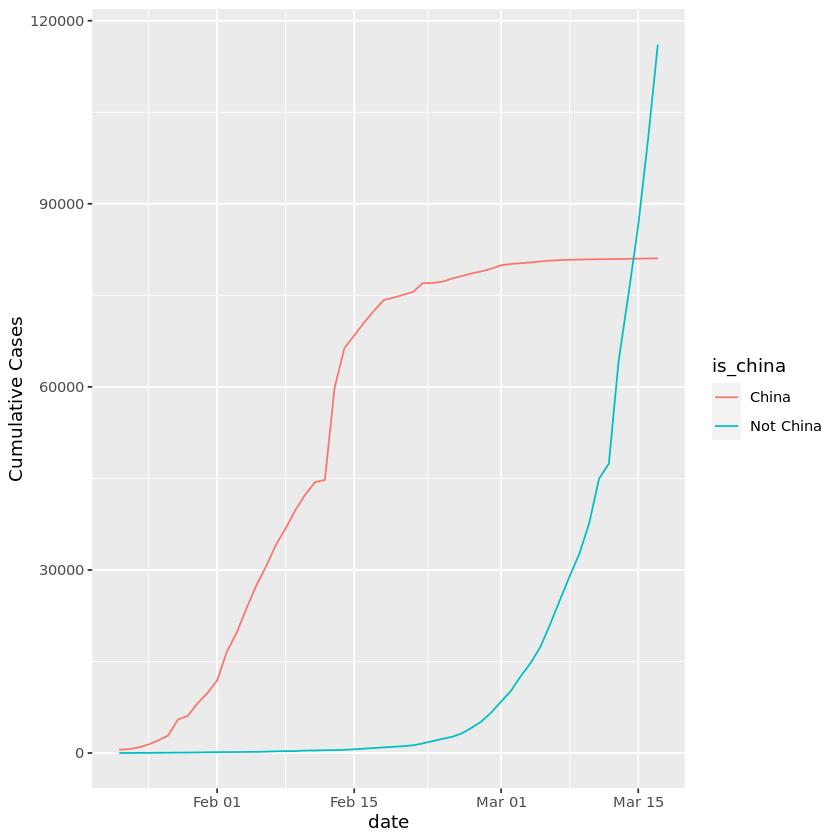 120000
90000
60000
30000
0
Cumulative Cases
Feb 01
Feb 15
Mar 01
Mar 15
date
is_china
China
Not China